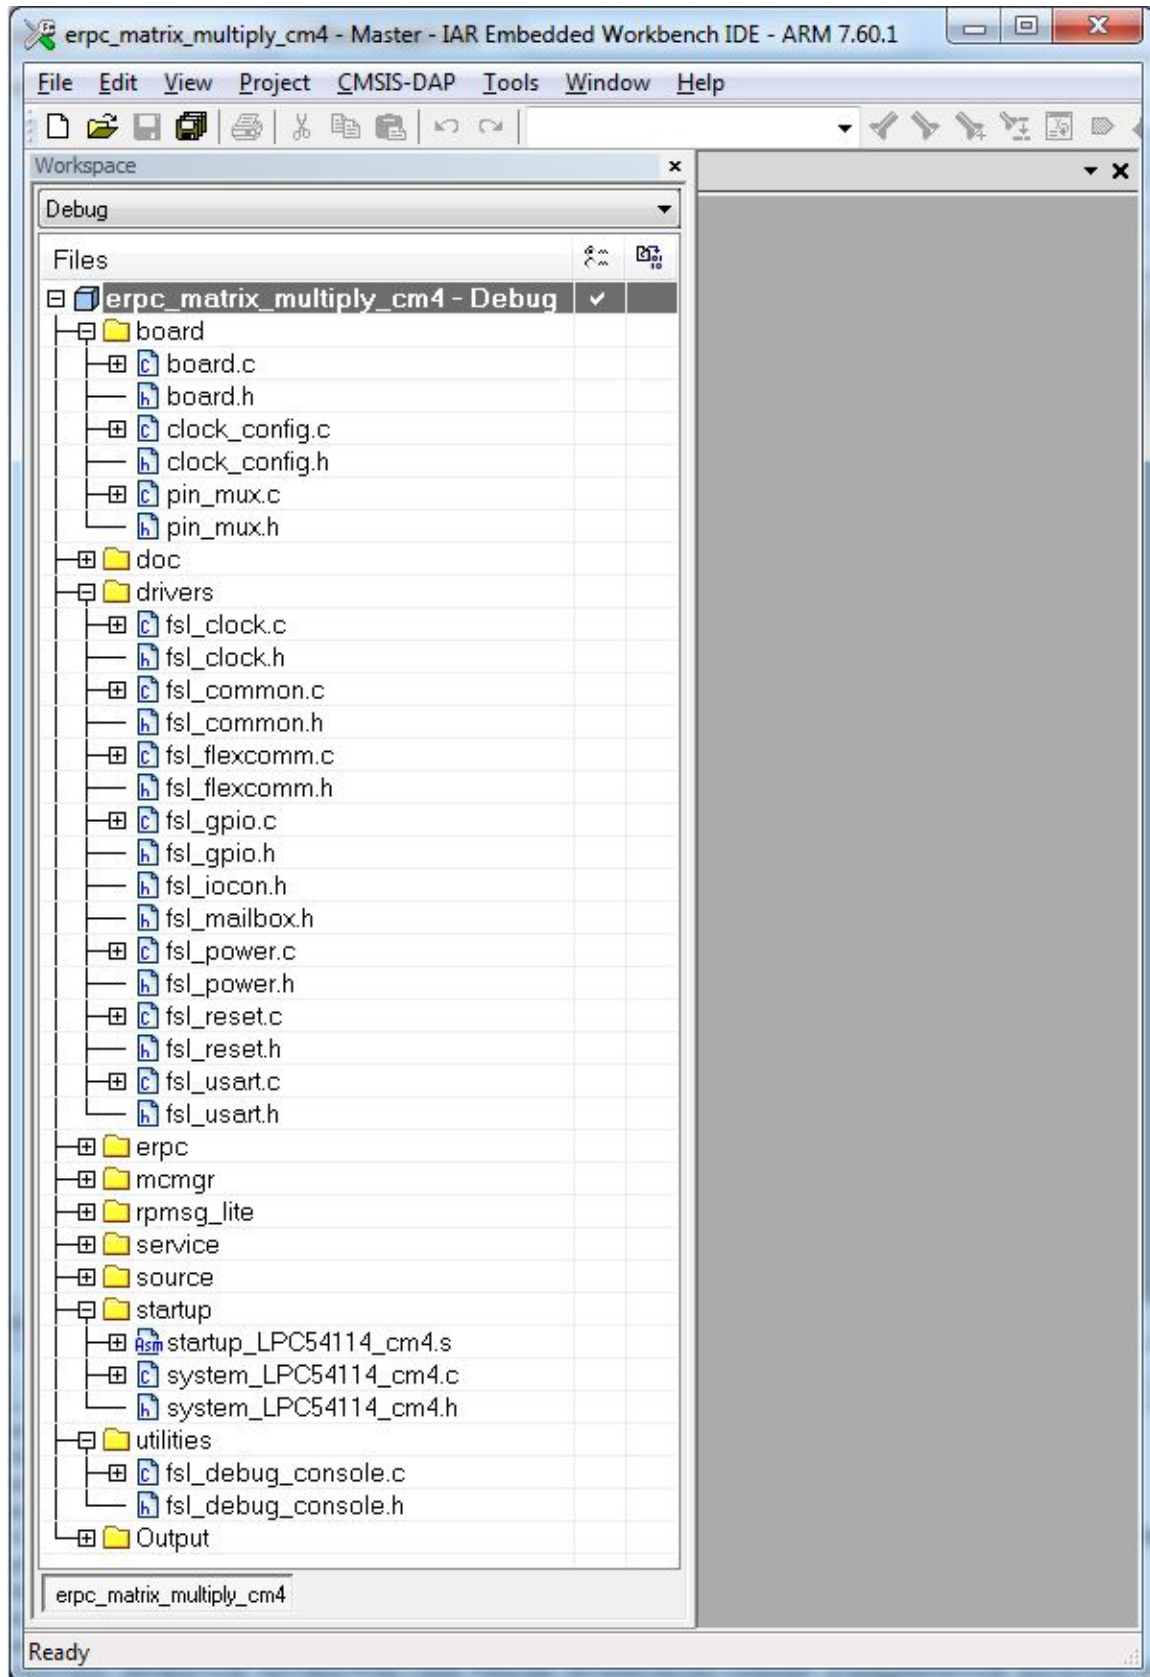 erpc_matrix_multiply_cm4 - Master - IAR Embedded Workbench IDE - ARM 7.60.1
File Edit View Project CMSIS-DAP Tools Window Help
Workspace
Debug
Files
erpc_matrix_multiply_cm4 - Debug
board
board.c
board.h
clock_config.c
clock_config.h
pin_mux.c
pin_mux.h
doc
drivers
fsl_clock.c
fsl_clock.h
fsl_common.c
fsl_common.h
fsl_flexcomm.c
fsl_flexcomm.h
fsl_gpio.c
fsl_gpio.h
fsl_iocon.h
fsl_mailbox.h
fsl_power.c
fsl_power.h
fsl_reset.c
fsl_reset.h
fsl_usart.c
fsl_usart.h
erpc
mcmgr
rpmsg_lite
service
source
startup
startup_LPC54114_cm4.s
system_LPC54114_cm4.c
system_LPC54114_cm4.h
utilities
fsl_debug_console.c
fsl_debug_console.h
Output
erpc_matrix_multiply_cm4
Ready